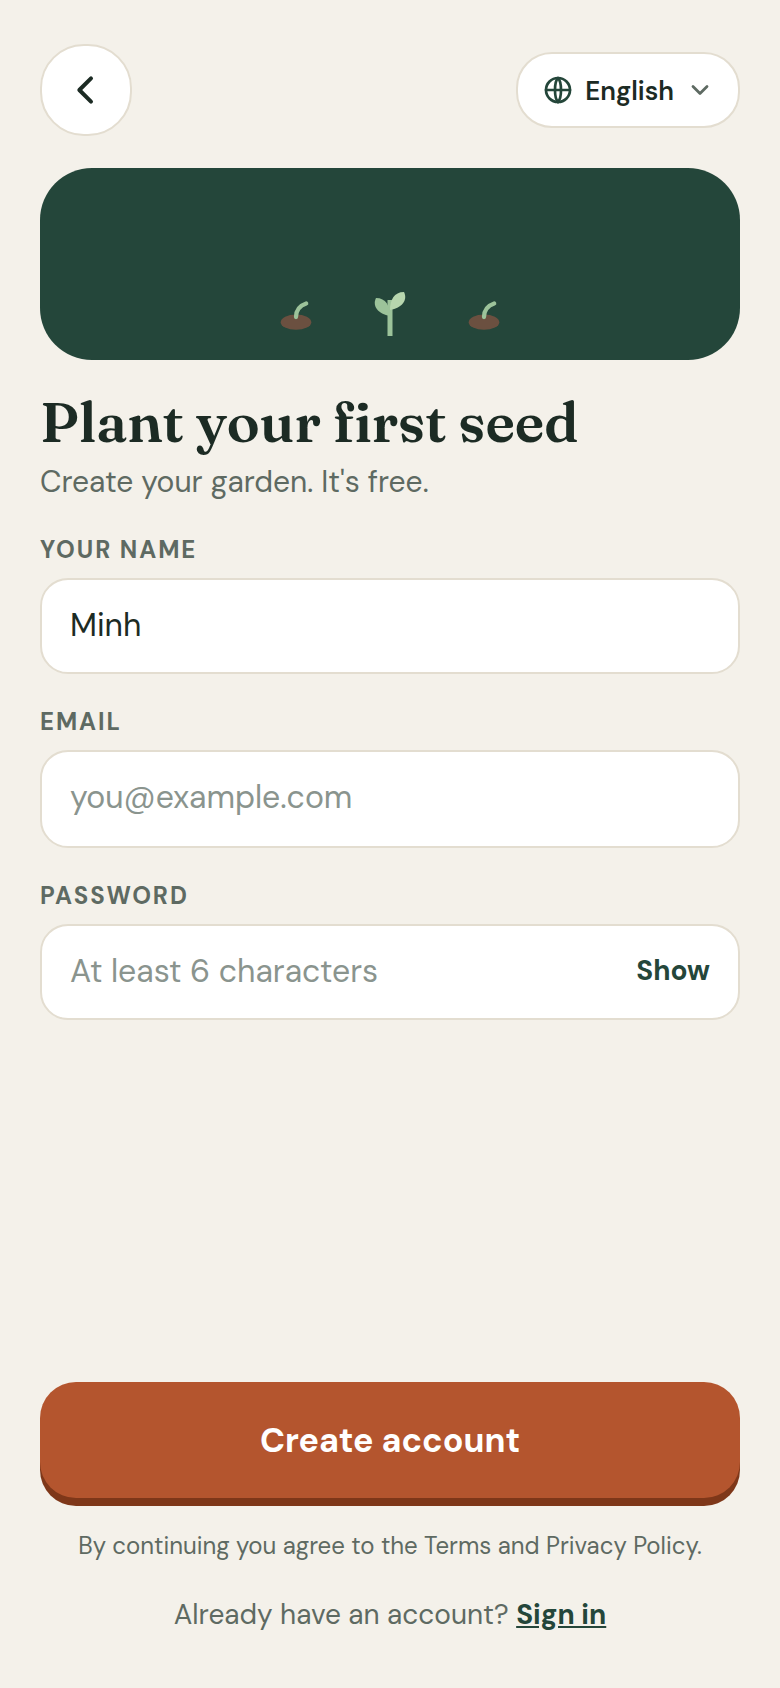 English
Plant your first seed
Create your garden. It's free.
YOUR NAME
Minh
EMAIL
you@example.com
PASSWORD
At least 6 characters
Show
Create account
By continuing you agree to the Terms and Privacy Policy.
Already have an account? Sign in